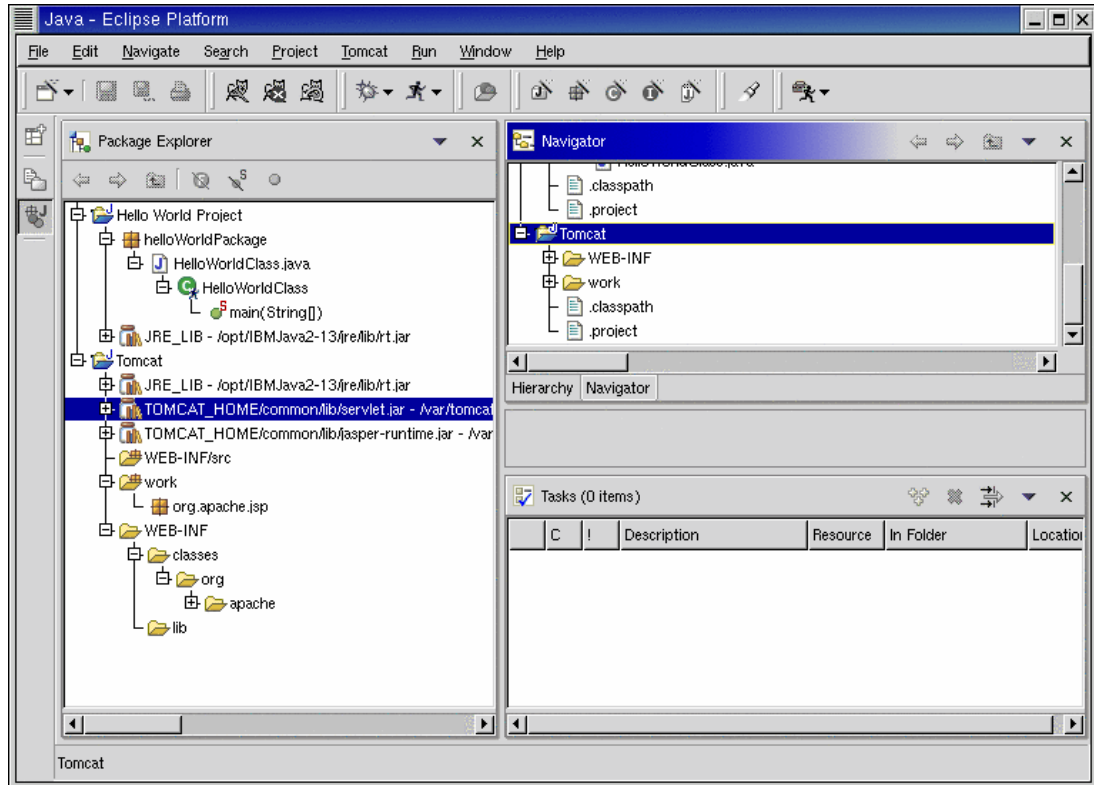 Java - Eclipse Platform
File Edit Navigate Search Project Tomcat Run Window Help
Package Explorer
Hello World Project
helloWorldPackage
HelloWorldClass.java
HelloWorldClass
main(String[])
JRE_LIB - /opt/IBMJava2-13/jre/lib/rt.jar
Tomcat
JRE_LIB - /opt/IBMJava2-13/jre/lib/rt.jar
TOMCAT_HOME/common/lib/servlet.jar - /var/tomcat
TOMCAT_HOME/common/lib/jasper-runtime.jar - /var
WEB-INF/src
work
org.apache.jsp
WEB-INF
classes
org
apache
lib
Navigator
HelloWorldClass.java
.classpath
.project
Tomcat
WEB-INF
work
.classpath
.project
Hierarchy Navigator
Tasks (0 items)
C ! Description Resource In Folder Location
Tomcat